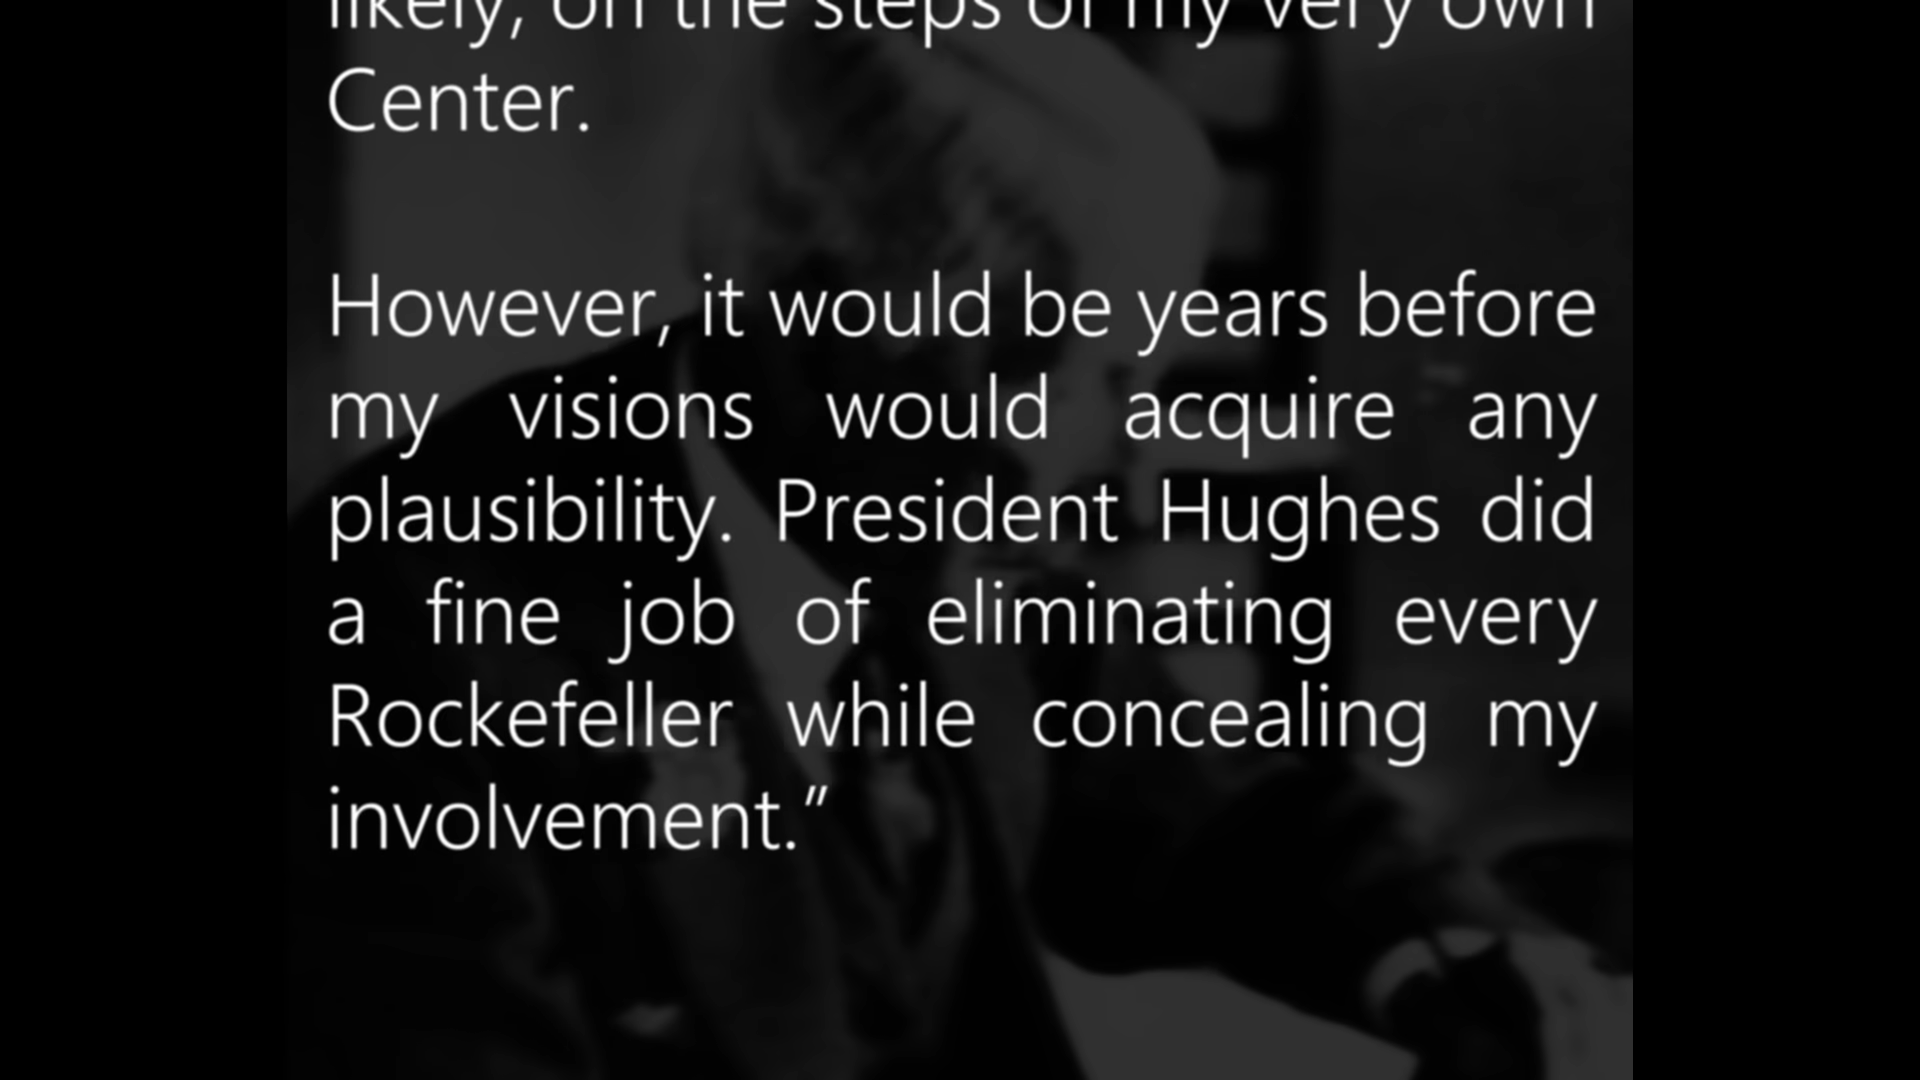 likely, on the steps of my very own
Center.
However, it would be years before
my visions would acquire any
plausibility. President Hughes did
a fine job of eliminating every
Rockefeller while concealing my
involvement.”